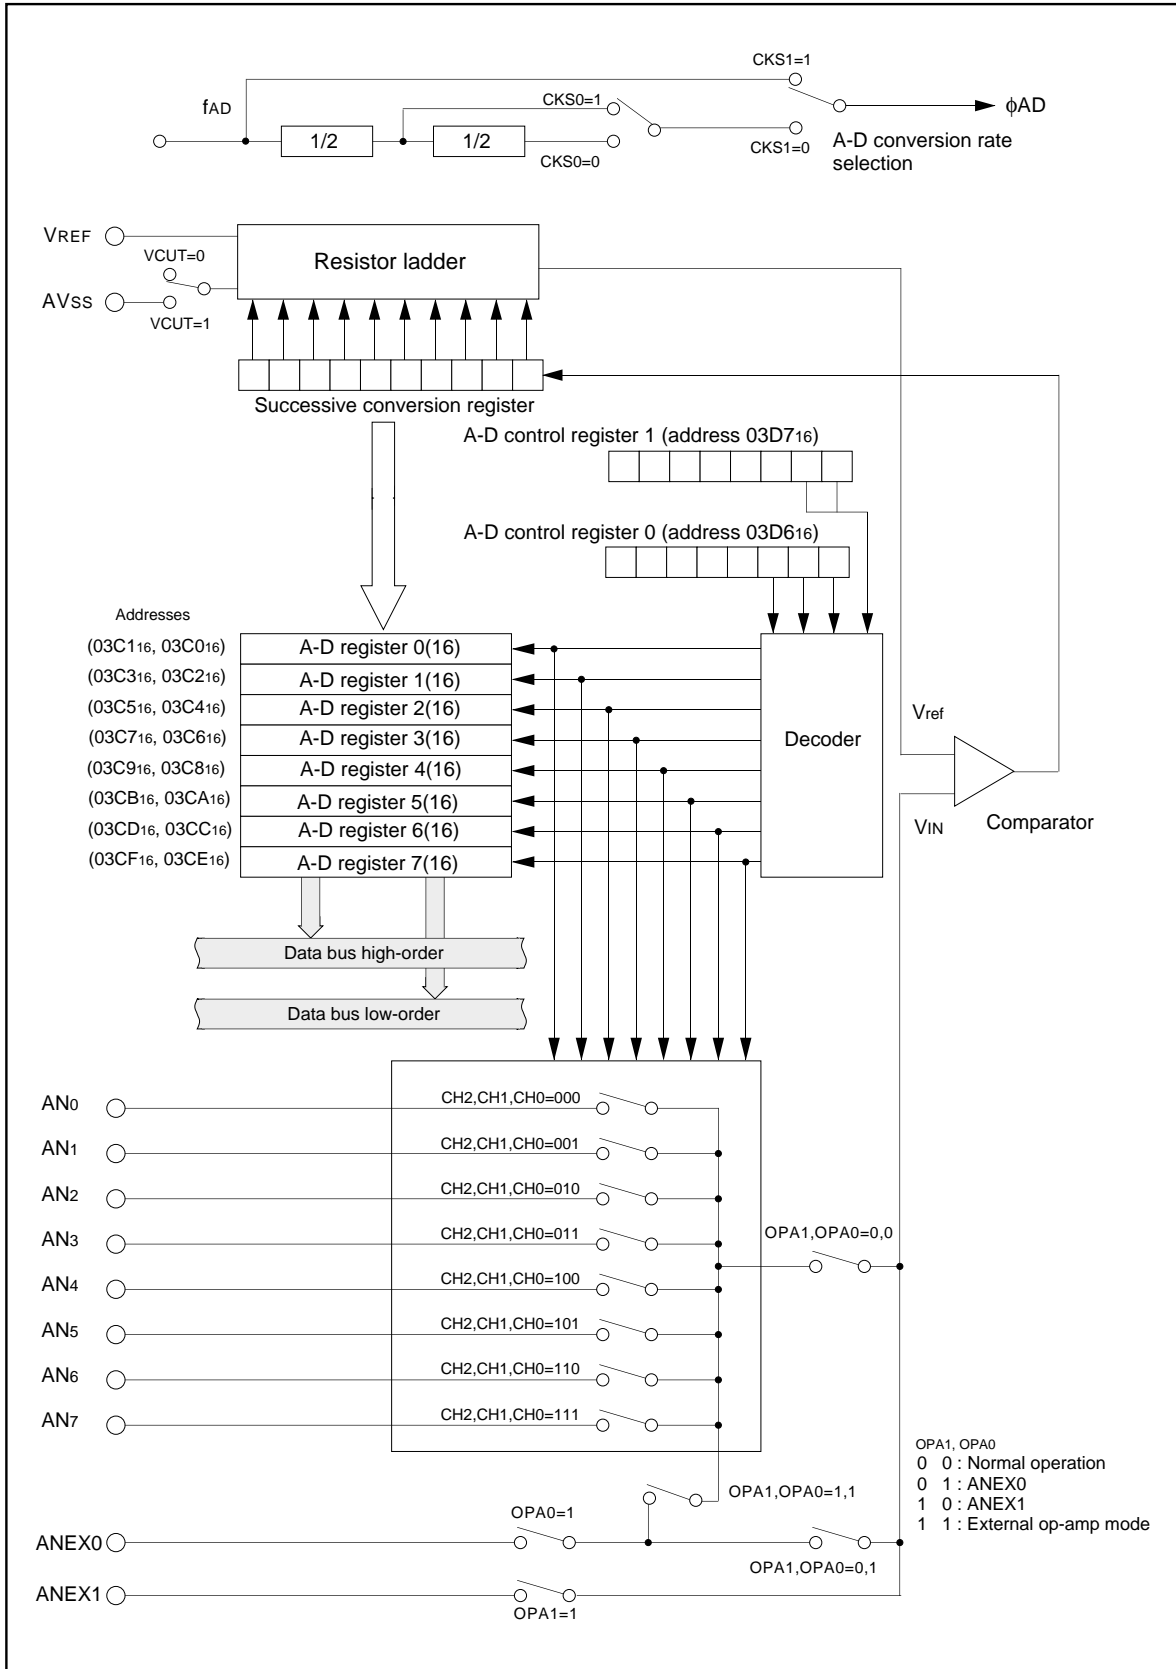 CKS1=1
fAD
CKS0=1
φAD
1/2
1/2
CKS0=0
CKS1=0
A-D conversion rate
selection
VREF
VCUT=0
Resistor ladder
AVSS
VCUT=1
Successive conversion register
A-D control register 1 (address 03D716)
A-D control register 0 (address 03D616)
Addresses
(03C116, 03C016)
A-D register 0(16)
(03C316, 03C216)
A-D register 1(16)
(03C516, 03C416)
A-D register 2(16)
(03C716, 03C616)
A-D register 3(16)
(03C916, 03C816)
A-D register 4(16)
(03CB16, 03CA16)
A-D register 5(16)
(03CD16, 03CC16)
A-D register 6(16)
(03CF16, 03CE16)
A-D register 7(16)
Decoder
Vref
VIN
Comparator
Data bus high-order
Data bus low-order
AN0
CH2,CH1,CH0=000
AN1
CH2,CH1,CH0=001
AN2
CH2,CH1,CH0=010
AN3
CH2,CH1,CH0=011
OPA1,OPA0=0,0
AN4
CH2,CH1,CH0=100
AN5
CH2,CH1,CH0=101
AN6
CH2,CH1,CH0=110
AN7
CH2,CH1,CH0=111
OPA1, OPA0
0 0 : Normal operation
0 1 : ANEX0
1 0 : ANEX1
1 1 : External op-amp mode
OPA1,OPA0=1,1
OPA0=1
ANEX0
OPA1,OPA0=0,1
ANEX1
OPA1=1